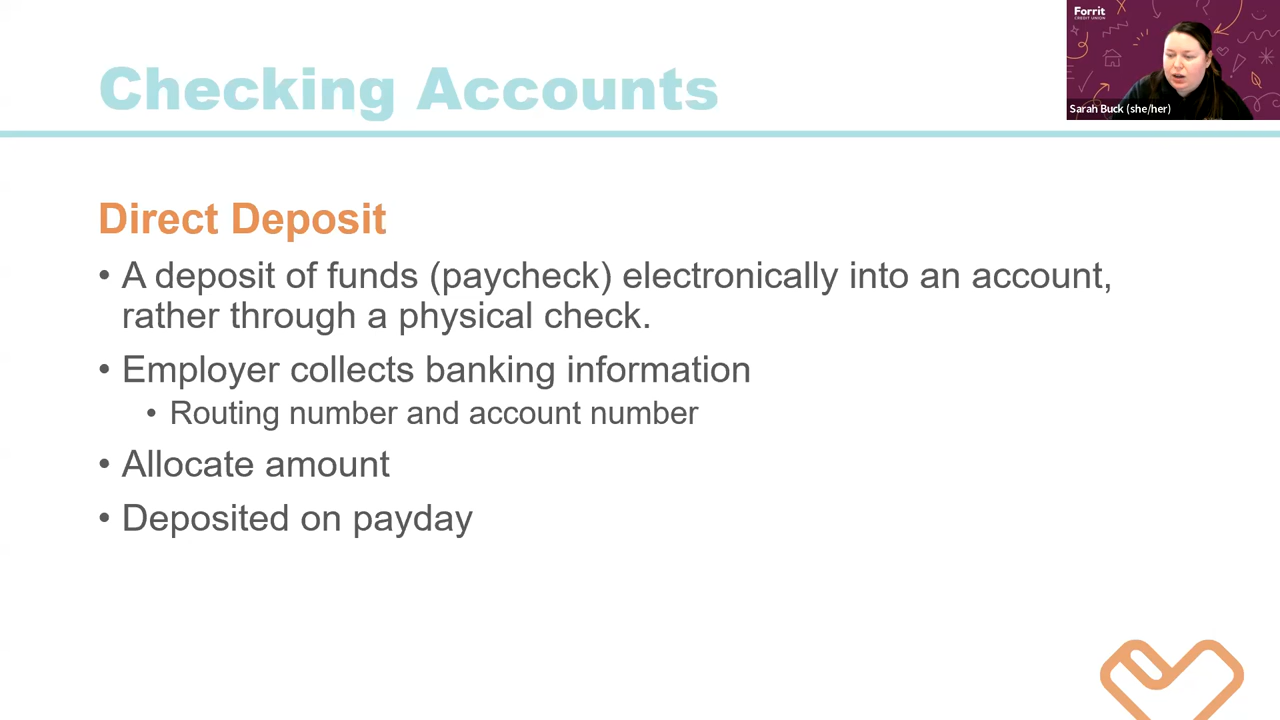 Checking Accounts
Forrit
CREDIT UNION
Sarah Buck (she/her)
Direct Deposit
• A deposit of funds (paycheck) electronically into an account,
rather through a physical check.
• Employer collects banking information
• Routing number and account number
• Allocate amount
• Deposited on payday